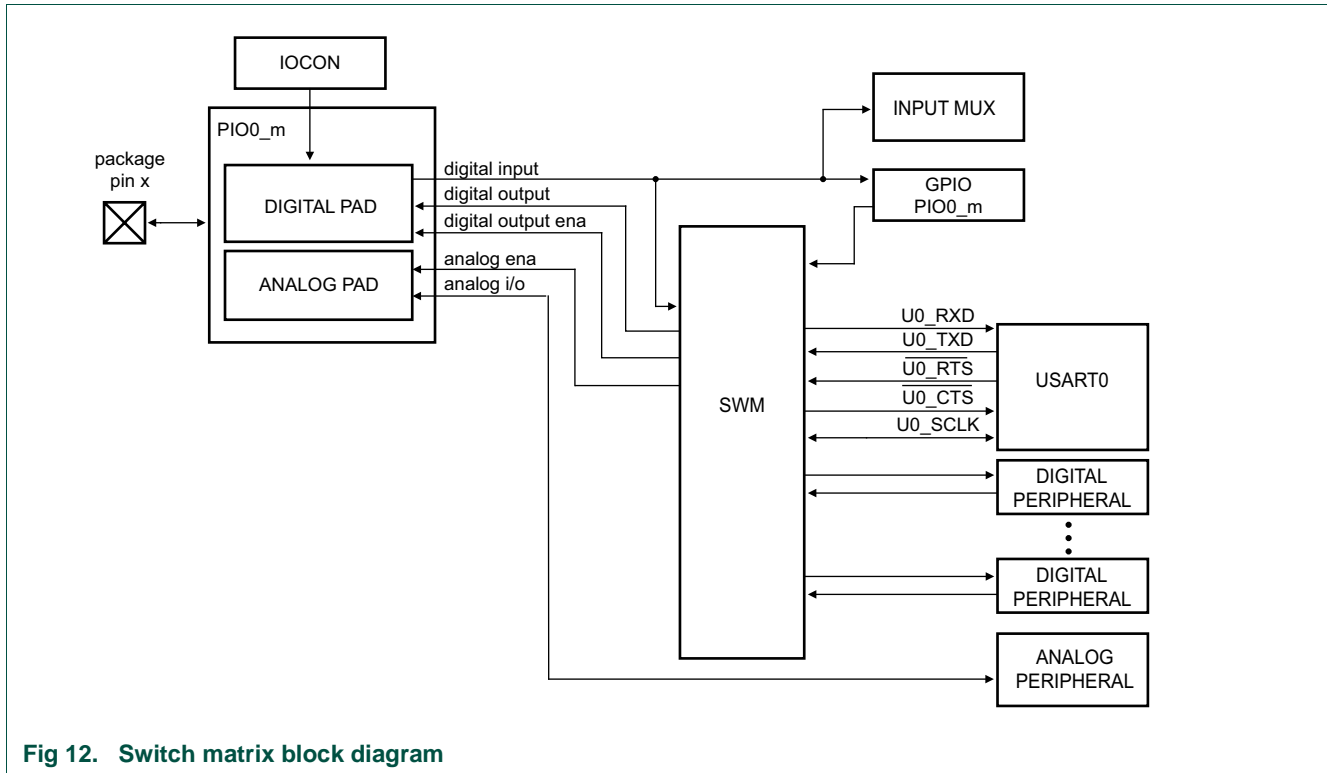 IOCON
PIO0_m
package
pin x
DIGITAL PAD
ANALOG PAD
digital input
digital output
digital output ena
analog ena
analog i/o
INPUT MUX
GPIO
PIO0_m
SWM
U0_RXD
U0_TXD
U0_RTS
U0_CTS
U0_SCLK
USART0
DIGITAL
PERIPHERAL
DIGITAL
PERIPHERAL
ANALOG
PERIPHERAL
Fig 12. Switch matrix block diagram